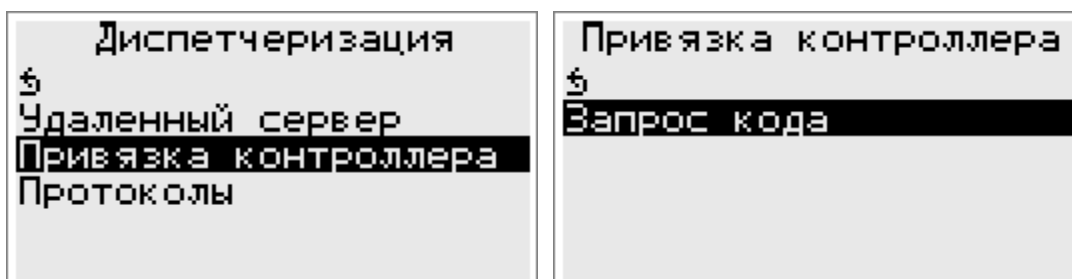 Диспетчеризация
Удаленный сервер
Привязка контроллера
Протоколы
Привязка контроллера
Запрос кода